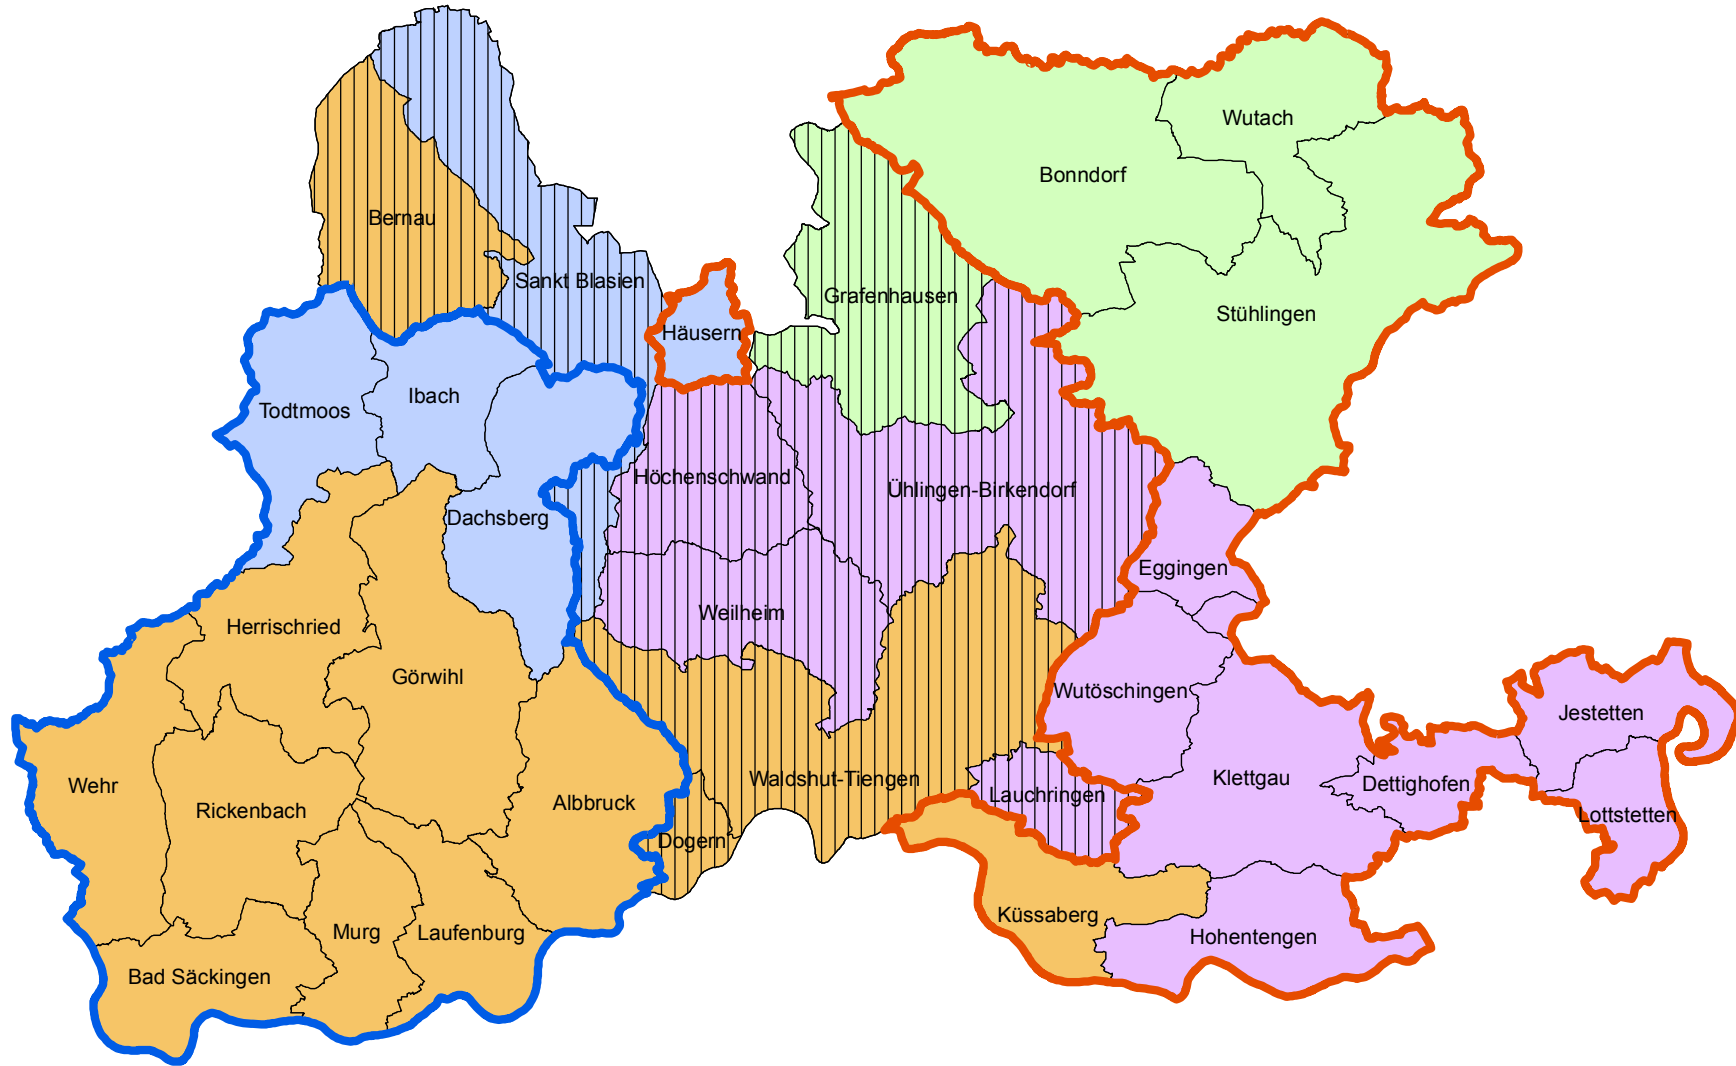 Wutach
Bonndorf
Bernau
Sankt Blasien
Grafenhausen
Stühlingen
Häusern
Ibach
Todtmoos
Höchenschwand
Ühlingen-Birkendorf
Dachsberg
Eggingen
Weilheim
Herrischried
Görwihl
Wutöschingen
Jestetten
Waldshut-Tiengen
Klettgau
Dettighofen
Wehr
Lauchringen
Albbruck
Rickenbach
Lottstetten
Dogern
Küssaberg
Murg
Laufenburg
Hohentengen
Bad Säckingen